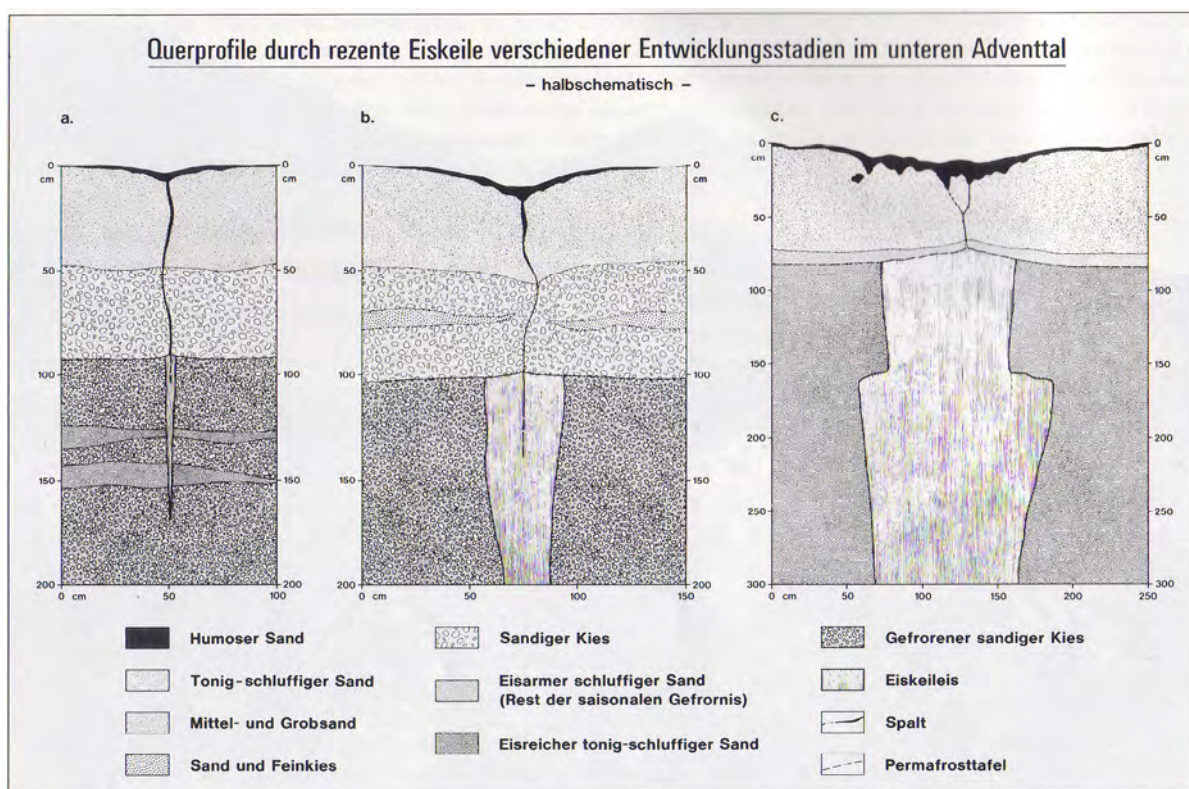 Querprofile durch rezente Eiskeile verschiedener Entwicklungsstadien im unteren Adventtal
– halbschematisch –
a.
0
cm
50
100
150
200
0
cm
50
100
150
200
0 cm
50
100
b.
0
cm
50
100
150
200
0
cm
50
100
150
200
0 cm
50
100
150
c.
0
cm
50
100
150
200
250
300
0
cm
50
100
150
200
250
300
0 cm
50
100
150
200
250
Humoser Sand
Tonig-schluffiger Sand
Mittel- und Grobsand
Sand und Feinkies
Sandiger Kies
Eisarmer schluffiger Sand
(Rest der saisonalen Gefrornis)
Eisreicher tonig-schluffiger Sand
Gefrorener sandiger Kies
Eiskeileis
Spalt
Permafrosttafel